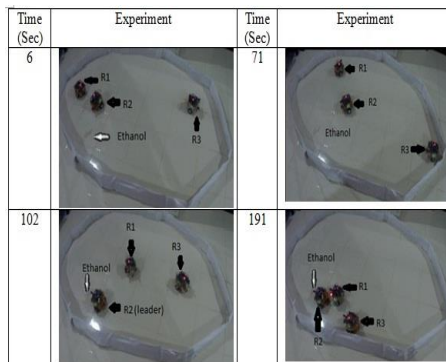 Time (Sec) Experiment Time (Sec) Experiment
6
R1
R2
Ethanol
R3
71
R1
R2
Ethanol
R3
102
R1
R3
Ethanol
R2 (leader)
191
Ethanol
R1
R3
R2